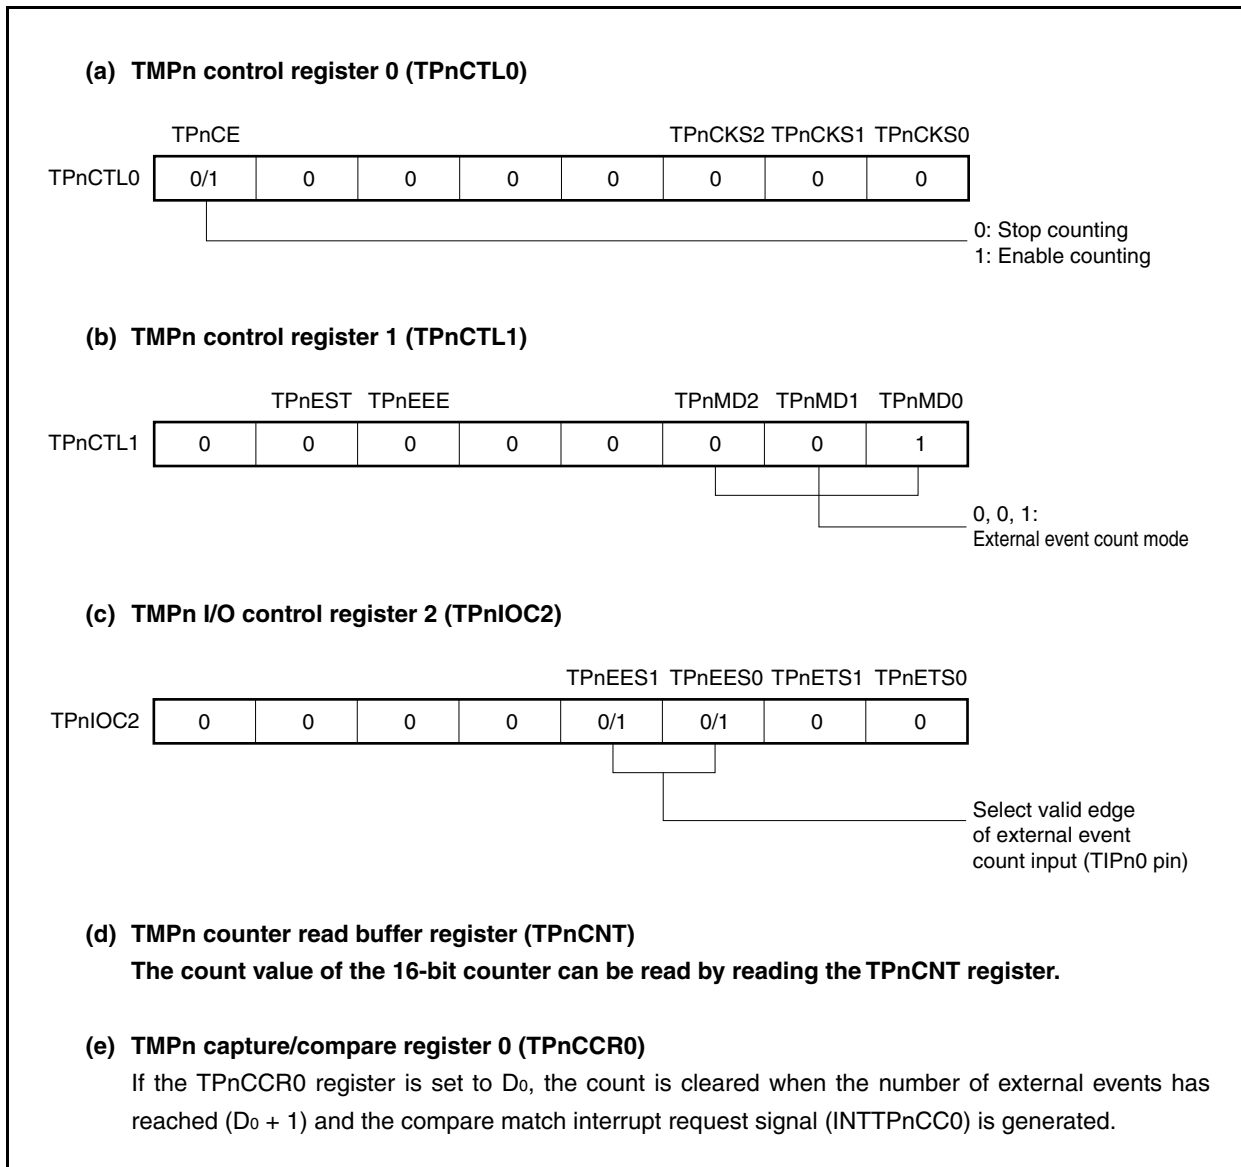 (a) TMPn control register 0 (TPnCTL0)
TPnCE TPnCKS2 TPnCKS1 TPnCKS0
TPnCTL0 0/1 0 0 0 0 0 0 0
0: Stop counting
1: Enable counting
(b) TMPn control register 1 (TPnCTL1)
TPnEST TPnEEE TPnMD2 TPnMD1 TPnMD0
TPnCTL1 0 0 0 0 0 0 0 1
0, 0, 1:
External event count mode
(c) TMPn I/O control register 2 (TPnIOC2)
TPnEES1 TPnEES0 TPnETS1 TPnETS0
TPnIOC2 0 0 0 0 0/1 0/1 0 0
Select valid edge
of external event
count input (TIPn0 pin)
(d) TMPn counter read buffer register (TPnCNT)
The count value of the 16-bit counter can be read by reading the TPnCNT register.
(e) TMPn capture/compare register 0 (TPnCCR0)
If the TPnCCR0 register is set to D0, the count is cleared when the number of external events has
reached (D0 + 1) and the compare match interrupt request signal (INTTPnCC0) is generated.